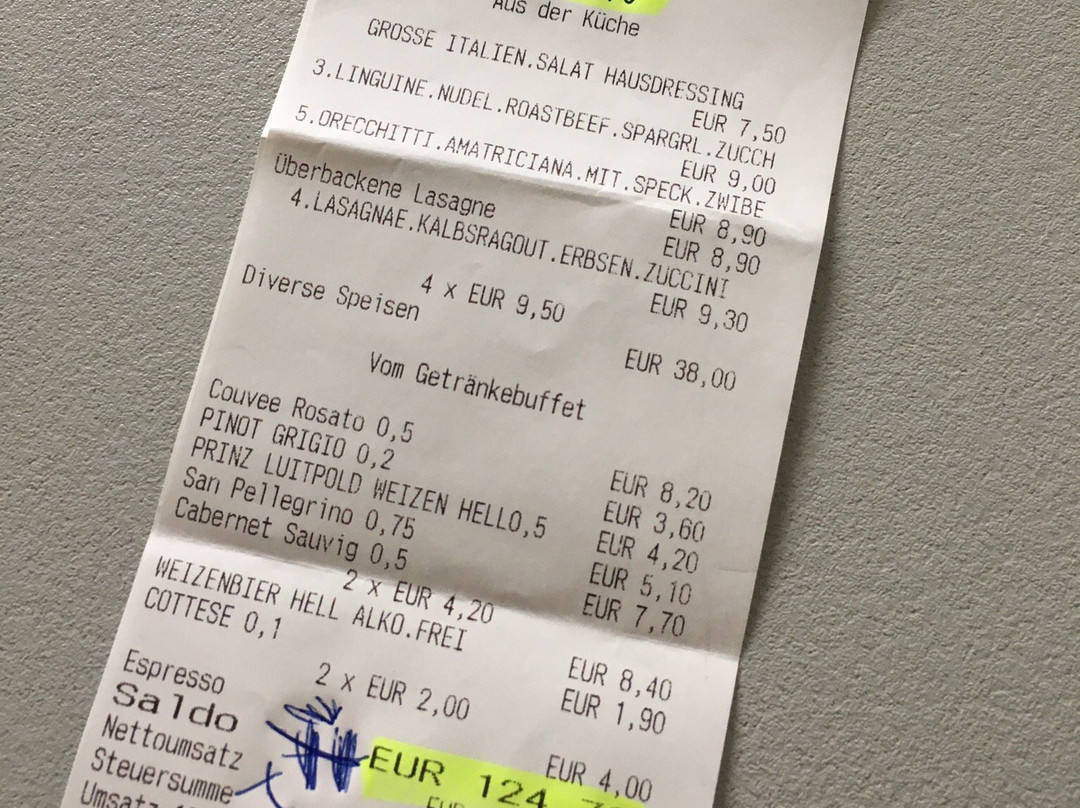 Aus der Küche
GROSSE ITALIEN.SALAT HAUSDRESSING
EUR 7,50
3.LINGUINE.NUDEL.ROASTBEEF.SPARGRL.ZUCCH
EUR 9,00
5.ORECCHITTI.AMATRICIANA.MIT.SPECK.ZWIBE
EUR 8,90
Überbackene Lasagne EUR 8,90
4.LASAGNAE.KALBSRAGOUT.ERBSEN.ZUCCINI
EUR 9,30
4 x EUR 9,50
Diverse Speisen EUR 38,00
Vom Getränkebuffet
Couvee Rosato 0,5 EUR 8,20
PINOT GRIGIO 0,2 EUR 3,60
PRINZ LUITPOLD WEIZEN HELL0,5 EUR 4,20
San Pellegrino 0,75 EUR 5,10
Cabernet Sauvig 0,5 EUR 7,70
2 x EUR 4,20
WEIZENBIER HELL ALKO.FREI EUR 8,40
COTTESE 0,1 EUR 1,90
2 x EUR 2,00
Espresso EUR 4,00
Saldo EUR 124
Nettoumsatz EUR
Steuersumme
Umsatz